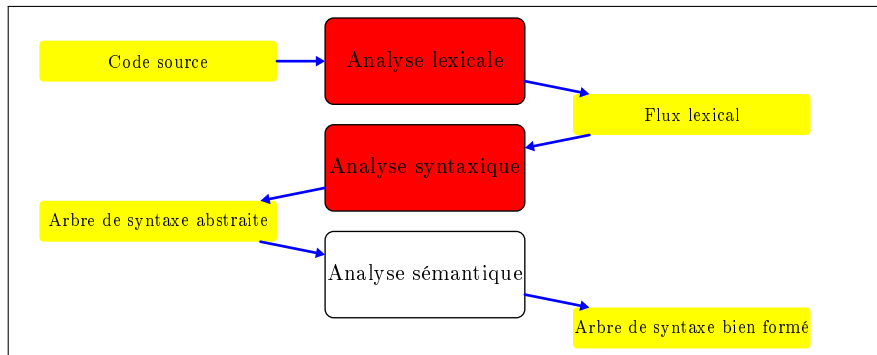 Code source
Analyse lexicale
Flux lexical
Analyse syntaxique
Arbre de syntaxe abstraite
Analyse sémantique
Arbre de syntaxe bien formé